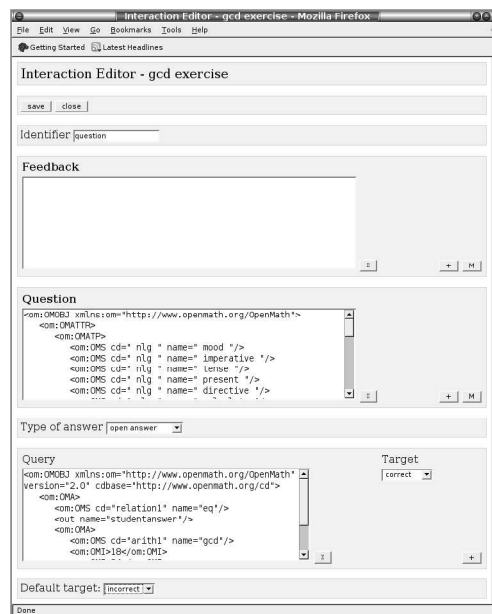 Interaction Editor - gcd exercise - Mozilla Firefox
File Edit View Go Bookmarks Tools Help
Getting Started Latest Headlines
Interaction Editor - gcd exercise
save close
Identifier question
Feedback
+ M
Question
<om:OMOBJ xmlns:om="http://www.openmath.org/OpenMath">
<om:OMATTR>
<om:OMATP>
<om:OMS cd=" nlg " name=" mood "/>
<om:OMS cd=" nlg " name=" imperative "/>
<om:OMS cd=" nlg " name=" tense "/>
<om:OMS cd=" nlg " name=" present "/>
<om:OMS cd=" nlg " name=" directive "/>
+ M
Type of answer open answer
Query Target
<om:OMOBJ xmlns:om="http://www.openmath.org/OpenMath" correct
version="2.0" cdbase="http://www.openmath.org/cd">
<om:OMA>
<om:OMS cd="relation1" name="eq"/>
<out name="studentanswer"/>
<om:OMA>
<om:OMS cd="arith1" name="gcd"/>
<om:OMI>18</om:OMI>
+
Default target: incorrect
Done